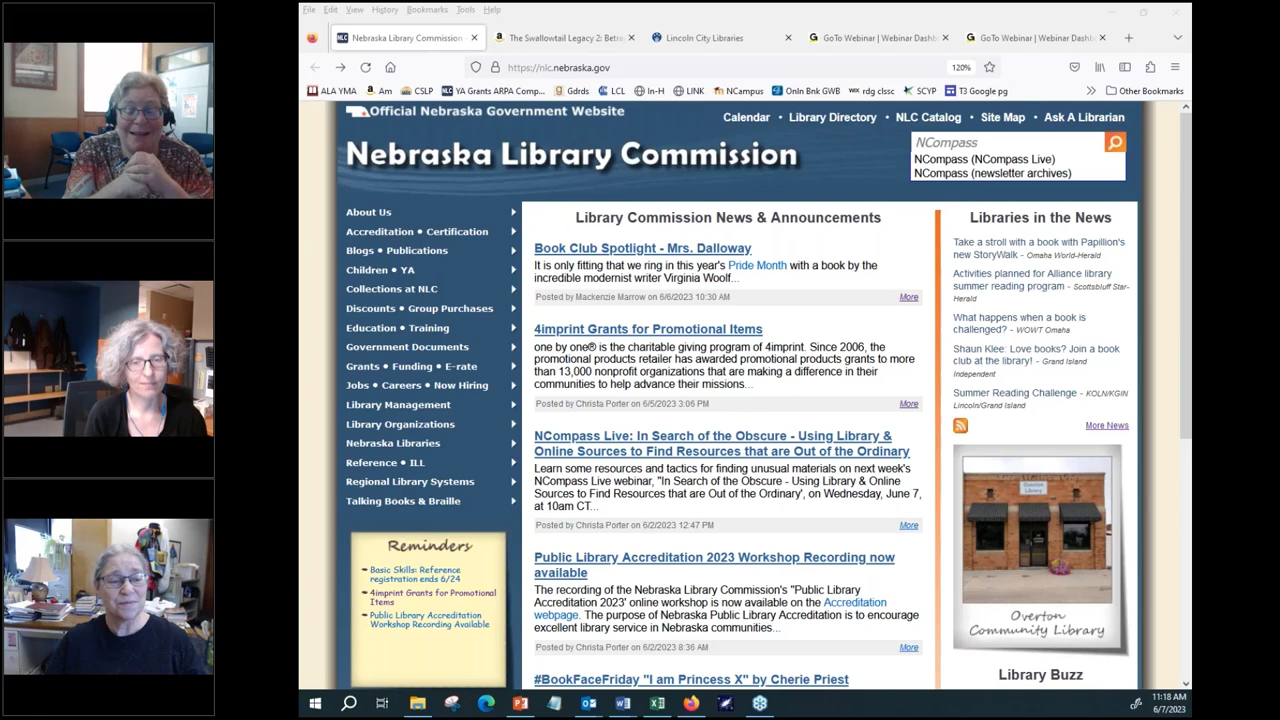 File Edit View History Bookmarks Tools Help
Nebraska Library Commission -
The Swallowtail Legacy 2: Betr
Lincoln City Libraries
GoTo Webinar | Webinar Dashb
GoTo Webinar | Webinar Dashb
https://nlc.nebraska.gov
120%
ALA YMA
Am
CSLP
YA Grants ARPA Comp...
Gdrds
LCL
In-H
LINK
NCampus
OnIn Bnk GWB
rdg clssc
SCYP
T3 Google pg
Other Bookmarks
Official Nebraska Government Website
Calendar • Library Directory • NLC Catalog • Site Map • Ask A Librarian
Nebraska Library Commission
NCompass
NCompass (NCompass Live)
NCompass (newsletter archives)
About Us
Accreditation • Certification
Blogs • Publications
Children • YA
Collections at NLC
Discounts • Group Purchases
Education • Training
Government Documents
Grants • Funding • E-rate
Jobs • Careers • Now Hiring
Library Management
Library Organizations
Nebraska Libraries
Reference • ILL
Regional Library Systems
Talking Books & Braille
Reminders
Basic Skills: Reference
registration ends 6/24
4imprint Grants for Promotional
Items
Public Library Accreditation
Workshop Recording Available
Library Commission News & Announcements
Book Club Spotlight - Mrs. Dalloway
It is only fitting that we ring in this year's Pride Month with a book by the
incredible modernist writer Virginia Woolf...
Posted by Mackenzie Marrow on 6/6/2023 10:30 AM
More
4imprint Grants for Promotional Items
one by one® is the charitable giving program of 4imprint. Since 2006, the
promotional products retailer has awarded promotional products grants to more
than 13,000 nonprofit organizations that are making a difference in their
communities to help advance their missions...
Posted by Christa Porter on 6/5/2023 3:06 PM
More
NCompass Live: In Search of the Obscure - Using Library &
Online Sources to Find Resources that are Out of the Ordinary
Learn some resources and tactics for finding unusual materials on next week's
NCompass Live webinar, "In Search of the Obscure - Using Library & Online
Sources to Find Resources that are Out of the Ordinary', on Wednesday, June 7,
at 10am CT...
Posted by Christa Porter on 6/2/2023 12:47 PM
More
Public Library Accreditation 2023 Workshop Recording now
available
The recording of the Nebraska Library Commission's "Public Library
Accreditation 2023' online workshop is now available on the Accreditation
webpage. The purpose of Nebraska Public Library Accreditation is to encourage
excellent library service in Nebraska communities...
Posted by Christa Porter on 6/2/2023 8:36 AM
More
#BookFaceFriday "I am Princess X" by Cherie Priest
Libraries in the News
Take a stroll with a book with Papillion's
new StoryWalk - Omaha World-Herald
Activities planned for Alliance library
summer reading program - Scottsbluff Star-
Herald
What happens when a book is
challenged? - WOWT Omaha
Shaun Klee: Love books? Join a book
club at the library! - Grand Island
Independent
Summer Reading Challenge - KOLN/KGIN
Lincoln/Grand Island
More News
Overton
Community Library
Library Buzz
11:18 AM
6/7/2023